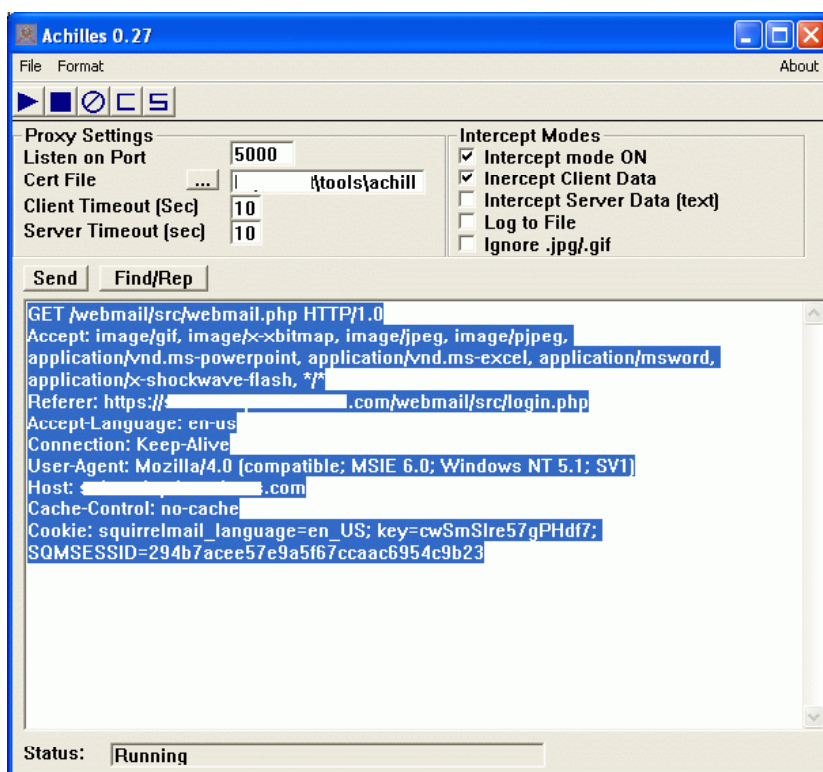 Achilles 0.27
File Format About
Proxy Settings
Listen on Port 5000
Cert File ... \tools\achill
Client Timeout (Sec) 10
Server Timeout (sec) 10
Intercept Modes
Intercept mode ON
Inercept Client Data
Intercept Server Data (text)
Log to File
Ignore .jpg/.gif
Send Find/Rep
GET /webmail/src/webmail.php HTTP/1.0
Accept: image/gif, image/x-xbitmap, image/jpeg, image/pjpeg,
application/vnd.ms-powerpoint, application/vnd.ms-excel, application/msword,
application/x-shockwave-flash, */*
Referer: https:// .com/webmail/src/login.php
Accept-Language: en-us
Connection: Keep-Alive
User-Agent: Mozilla/4.0 (compatible; MSIE 6.0; Windows NT 5.1; SV1)
Host: .com
Cache-Control: no-cache
Cookie: squirrelmail_language=en_US; key=cwSmSIre57gPHdf7;
SQMSESSID=294b7acee57e9a5f67ccaac6954c9b23
Status: Running